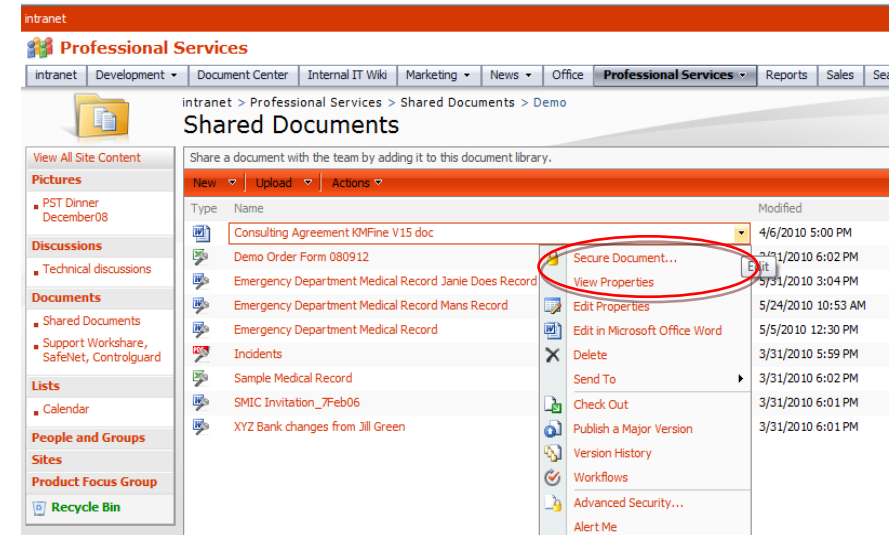 intranet
Professional Services
intranet Development Document Center Internal IT Wiki Marketing News Office Professional Services Reports Sales
intranet > Professional Services > Shared Documents > Demo
Shared Documents
View All Site Content
Pictures
PST Dinner
December08
Discussions
Technical discussions
Documents
Shared Documents
Support Workshare,
SafeNet, Controlguard
Lists
Calendar
People and Groups
Sites
Product Focus Group
Recycle Bin
Share a document with the team by adding it to this document library.
New Upload Actions
Type Name Modified
Consulting Agreement KMFine V15 doc 4/6/2010 5:00 PM
Demo Order Form 080912 6:02 PM
Emergency Department Medical Record Janie Does Record 5/31/2010 3:04 PM
Emergency Department Medical Record Mans Record 5/24/2010 10:53 AM
Emergency Department Medical Record 5/5/2010 12:30 PM
Incidents 3/31/2010 5:59 PM
Sample Medical Record 3/31/2010 6:02 PM
SMIC Invitation_7Feb06 3/31/2010 6:01 PM
XYZ Bank changes from Jill Green 3/31/2010 6:01 PM
Secure Document...
Edit
View Properties
Edit Properties
Edit in Microsoft Office Word
Delete
Send To
Check Out
Publish a Major Version
Version History
Workflows
Advanced Security...
Alert Me